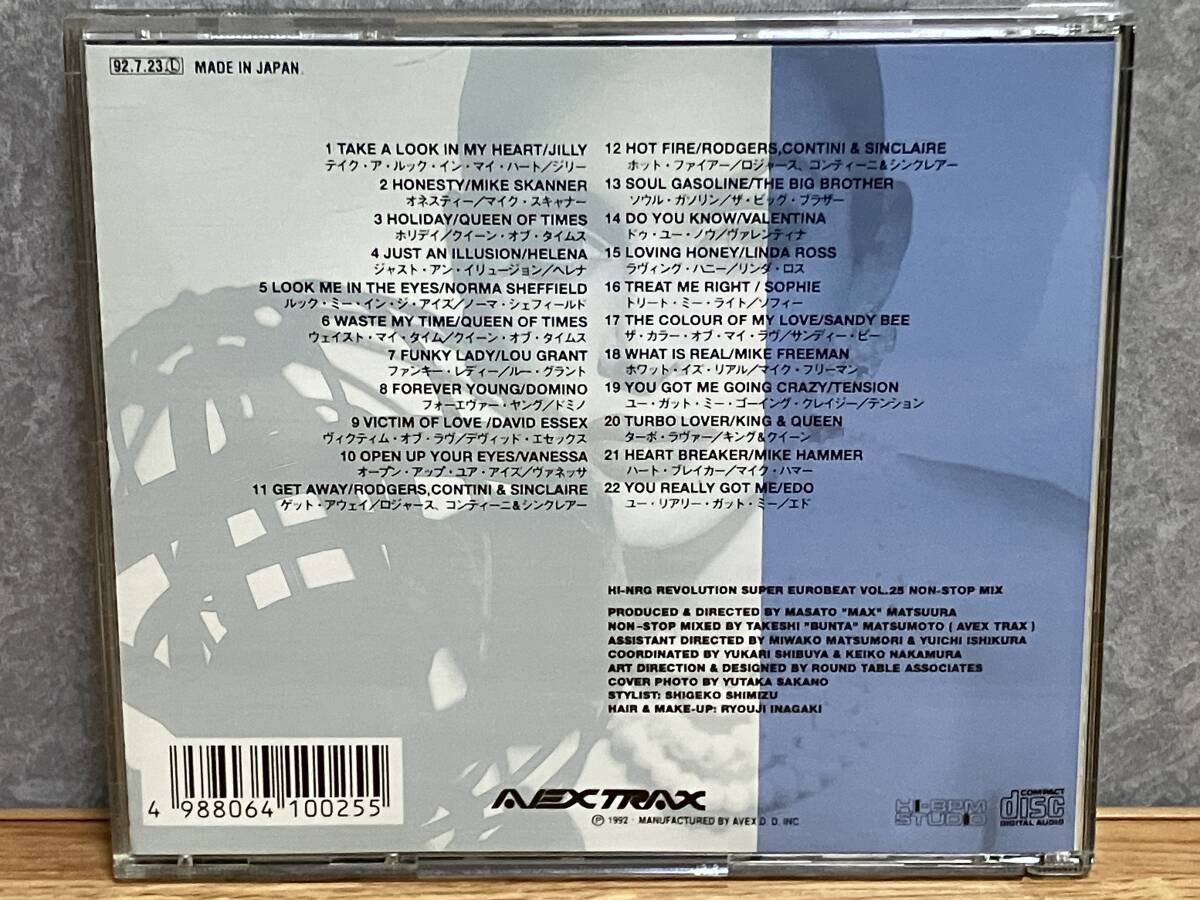 92.7.23 Ⓛ MADE IN JAPAN.
1 TAKE A LOOK IN MY HEART/JILLY
テイク・ア・ルック・イン・マイ・ハート／ジリー
2 HONESTY/MIKE SKANNER
オネスティー／マイク・スキャナー
3 HOLIDAY/QUEEN OF TIMES
ホリデイ／クイーン・オブ・タイムス
4 JUST AN ILLUSION/HELENA
ジャスト・アン・イリュージョン／ヘレナ
5 LOOK ME IN THE EYES/NORMA SHEFFIELD
ルック・ミー・イン・ジ・アイズ／ノーマ・シェフィールド
6 WASTE MY TIME/QUEEN OF TIMES
ウェイスト・マイ・タイム／クイーン・オブ・タイムス
7 FUNKY LADY/LOU GRANT
ファンキー・レディー／ルー・グラント
8 FOREVER YOUNG/DOMINO
フォーエヴァー・ヤング／ドミノ
9 VICTIM OF LOVE /DAVID ESSEX
ヴィクティム・オブ・ラヴ／デヴィッド・エセックス
10 OPEN UP YOUR EYES/VANESSA
オープン・アップ・ユア・アイズ／ヴァネッサ
11 GET AWAY/RODGERS,CONTINI & SINCLAIRE
ゲット・アウェイ／ロジャース、コンティーニ＆シンクレアー
12 HOT FIRE/RODGERS,CONTINI & SINCLAIRE
ホット・ファイアー／ロジャース、コンティーニ＆シンクレアー
13 SOUL GASOLINE/THE BIG BROTHER
ソウル・ガソリン／ザ・ビッグ・ブラザー
14 DO YOU KNOW/VALENTINA
ドゥ・ユー・ノウ／ヴァレンティナ
15 LOVING HONEY/LINDA ROSS
ラヴィング・ハニー／リンダ・ロス
16 TREAT ME RIGHT / SOPHIE
トリート・ミー・ライト／ソフィー
17 THE COLOUR OF MY LOVE/SANDY BEE
ザ・カラー・オブ・マイ・ラヴ／サンディー・ビー
18 WHAT IS REAL/MIKE FREEMAN
ホワット・イズ・リアル／マイク・フリーマン
19 YOU GOT ME GOING CRAZY/TENSION
ユー・ガット・ミー・ゴーイング・クレイジー／テンション
20 TURBO LOVER/KING & QUEEN
ターボ・ラヴァー／キング＆クイーン
21 HEART BREAKER/MIKE HAMMER
ハート・ブレイカー／マイク・ハマー
22 YOU REALLY GOT ME/EDO
ユー・リアリー・ガット・ミー／エド
HI-NRG REVOLUTION SUPER EUROBEAT VOL.25 NON-STOP MIX
PRODUCED & DIRECTED BY MASATO "MAX" MATSUURA
NON-STOP MIXED BY TAKESHI "BUNTA" MATSUMOTO ( AVEX TRAX )
ASSISTANT DIRECTED BY MIWAKO MATSUMORI & YUICHI ISHIKURA
COORDINATED BY YUKARI SHIBUYA & KEIKO NAKAMURA
ART DIRECTION & DESIGNED BY ROUND TABLE ASSOCIATES
COVER PHOTO BY YUTAKA SAKANO
STYLIST: SHIGEKO SHIMIZU
HAIR & MAKE-UP: RYOUJI INAGAKI
4 988064 100255
AVEX TRAX
Ⓟ 1992 · MANUFACTURED BY AVEX D. D. INC
HI-BPM
STUDIO
COMPACT
disc
DIGITAL AUDIO